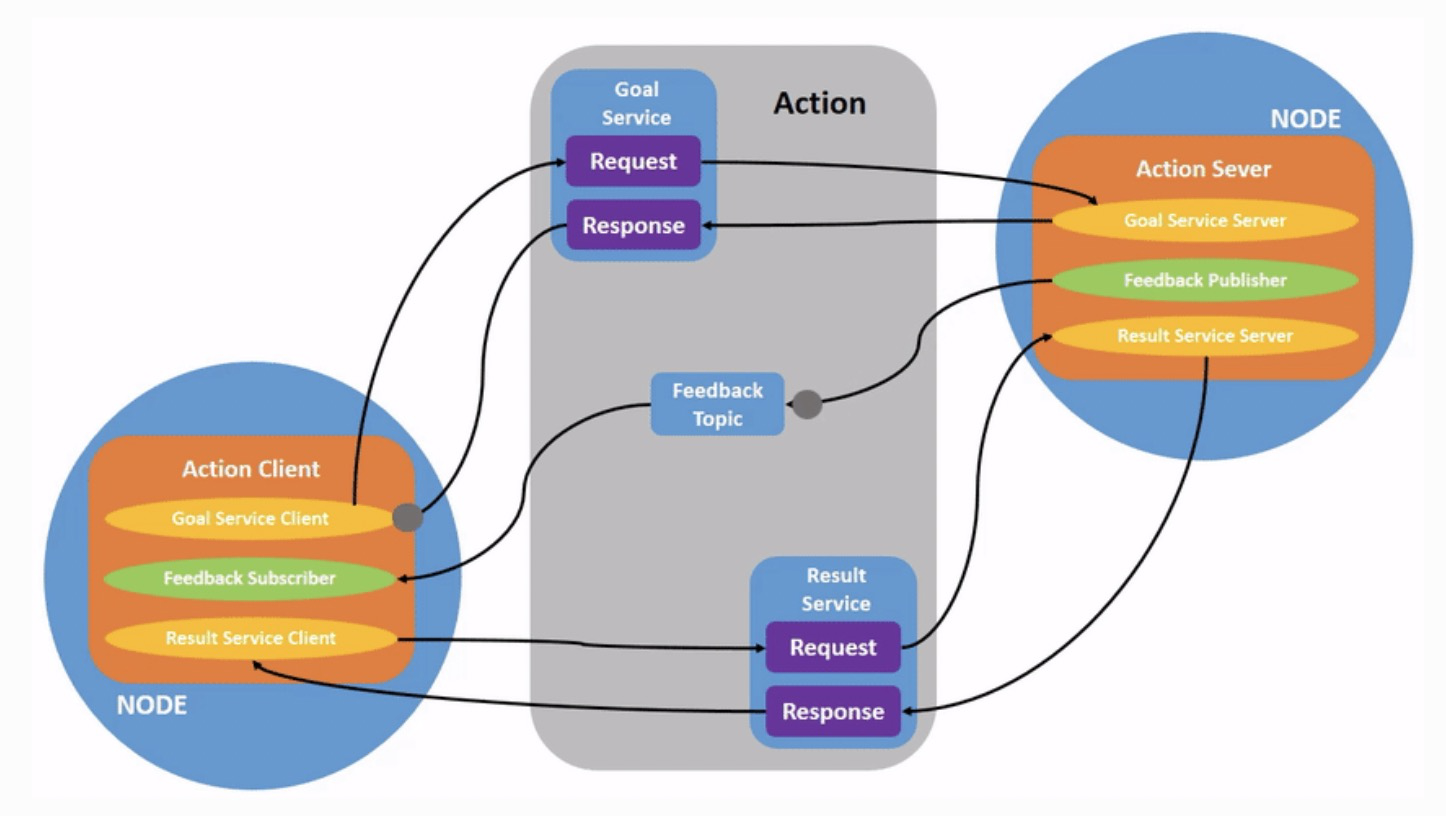 Action
Goal
Service
Request
Response
NODE
Action Sever
Goal Service Server
Feedback Publisher
Result Service Server
Feedback
Topic
Action Client
Goal Service Client
Feedback Subscriber
Result Service Client
NODE
Result
Service
Request
Response